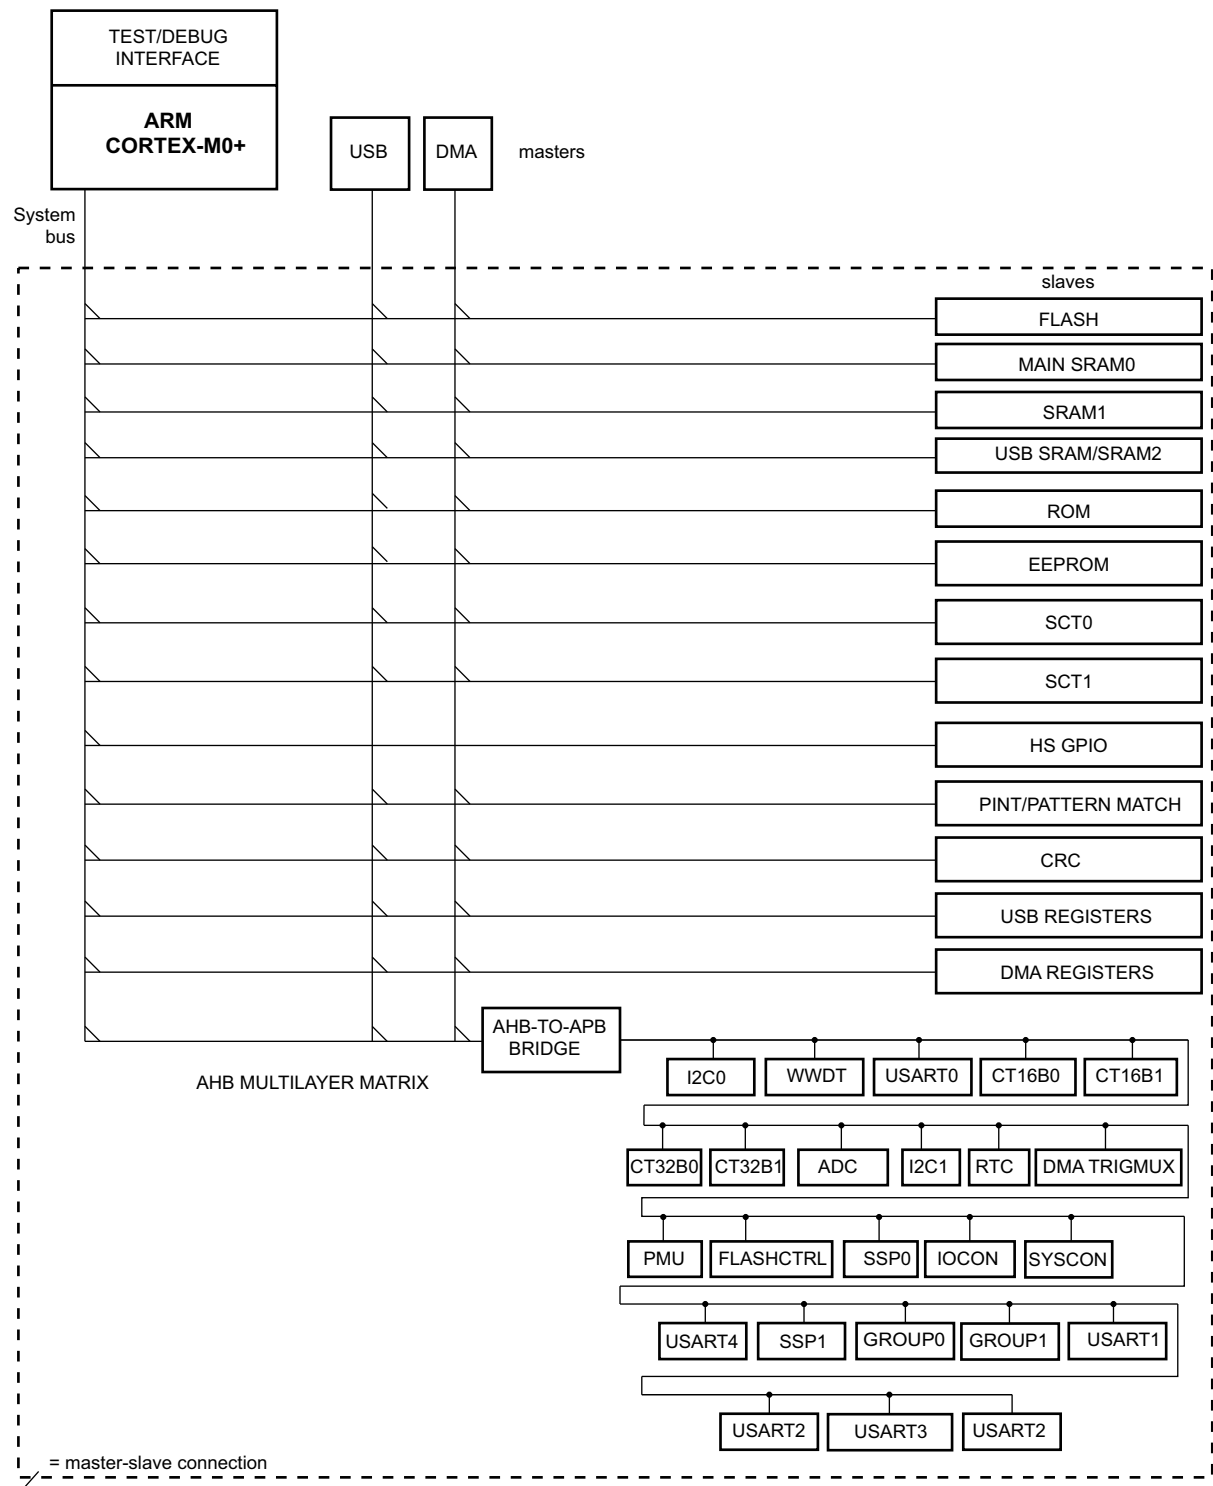 TEST/DEBUG
INTERFACE
ARM
CORTEX-M0+
USB
DMA
masters
System
bus
slaves
FLASH
MAIN SRAM0
SRAM1
USB SRAM/SRAM2
ROM
EEPROM
SCT0
SCT1
HS GPIO
PINT/PATTERN MATCH
CRC
USB REGISTERS
DMA REGISTERS
AHB-TO-APB
BRIDGE
AHB MULTILAYER MATRIX
I2C0
WWDT
USART0
CT16B0
CT16B1
CT32B0
CT32B1
ADC
I2C1
RTC
DMA TRIGMUX
PMU
FLASHCTRL
SSP0
IOCON
SYSCON
USART4
SSP1
GROUP0
GROUP1
USART1
USART2
USART3
USART2
= master-slave connection